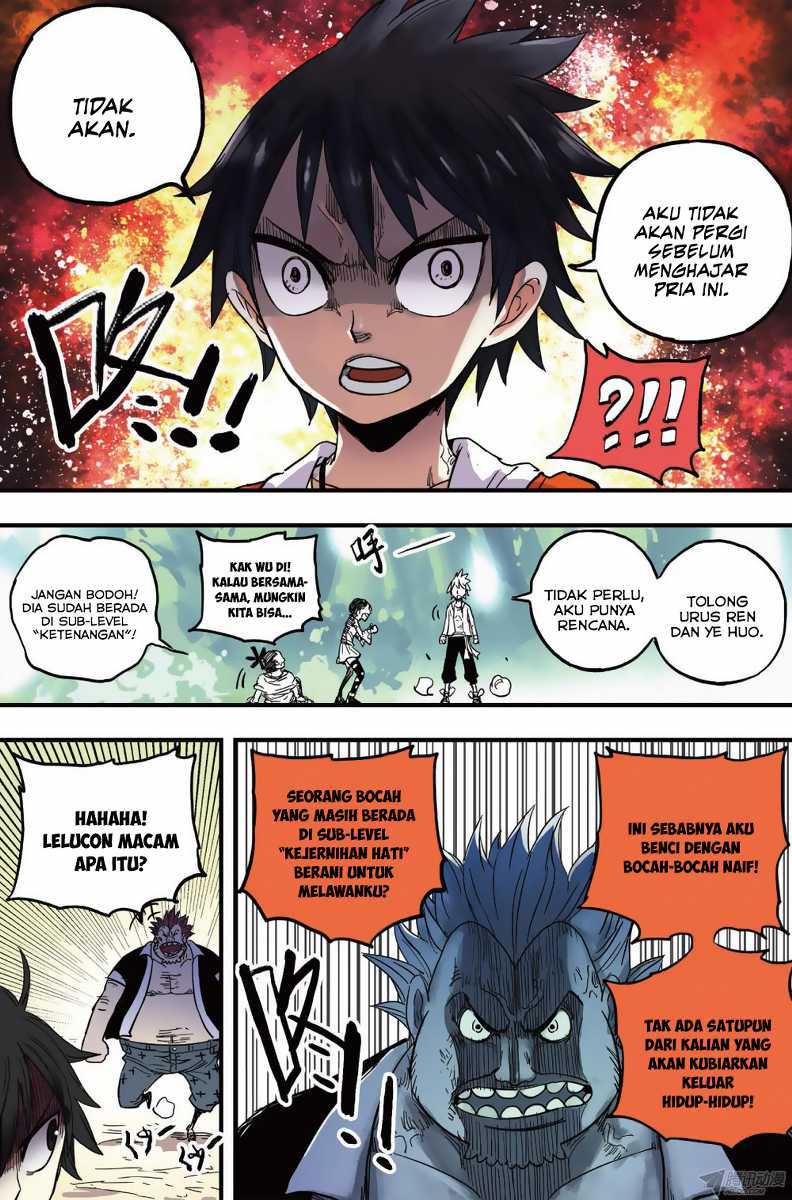 TIDAK
AKAN.
AKU TIDAK
AKAN PERGI
SEBELUM
MENGHAJAR
PRIA INI.
?!!!
JANGAN BODOH!
DIA SUDAH BERADA
DI SUB-LEVEL
“KETENANGAN”!
KAK WU DI!
KALAU BERSAMA-
SAMA, MUNGKIN
KITA BISA...
TIDAK PERLU,
AKU PUNYA
RENCANA.
TOLONG
URUS REN
DAN YE HUO.
HAHAHA!
LELUCON MACAM
APA ITU?
SEORANG BOCAH
YANG MASIH BERADA
DI SUB-LEVEL
“KEJERNIHAN HATI”
BERANI UNTUK
MELAWANKU?
INI SEBABNYA AKU
BENCI DENGAN
BOCAH-BOCAH NAIF!
TAK ADA SATUPUN
DARI KALIAN YANG
AKAN KUBIARKAN
KELUAR
HIDUP-HIDUP!
腾讯动漫